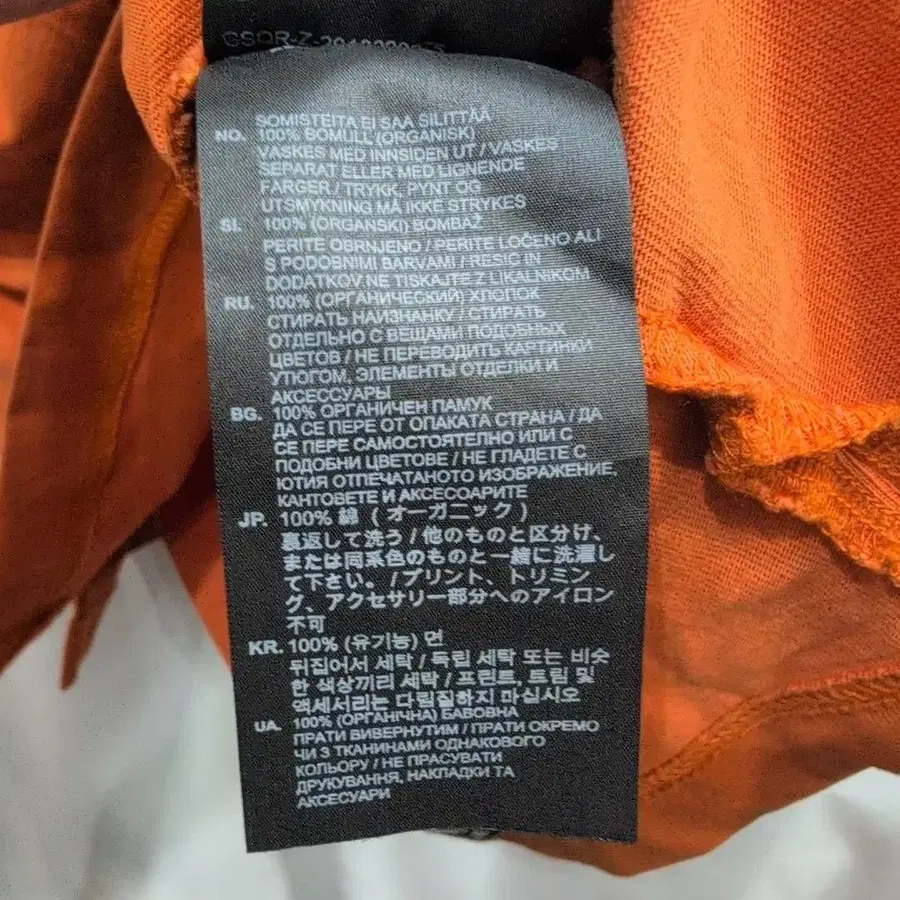 SOMISTEITA EI SAA SILITTÄÄ
NO. 100% BOMULL (ORGANISK)
VASKES MED INNSIDEN UT / VASKES
SEPARAT ELLER MED LIGNENDE
FARGER / TRYKK, PYNT OG
UTSMYKNING MÅ IKKE STRYKES
SI. 100% (ORGANSKI) BOMBAŽ
PERITE OBRNJENO / PERITE LOČENO ALI
S PODOBNIMI BARVAMI / RESIC IN
DODATKOV NE TISKAJTE Z LIKALNIKOM
RU. 100% (ОРГАНИЧЕСКИЙ) ХЛОПОК
СТИРАТЬ НАИЗНАНКУ / СТИРАТЬ
ОТДЕЛЬНО С ВЕЩАМИ ПОДОБНЫХ
ЦВЕТОВ / НЕ ПЕРЕВОДИТЬ КАРТИНКИ
УТЮГОМ, ЭЛЕМЕНТЫ ОТДЕЛКИ И
АКСЕССУАРЫ
BG. 100% ОРГАНИЧЕН ПАМУК
ДА СЕ ПЕРЕ ОТ ОПАКАТА СТРАНА / ДА
СЕ ПЕРЕ САМОСТОЯТЕЛНО ИЛИ С
ПОДОБНИ ЦВЕТОВЕ / НЕ ГЛАДЕТЕ С
ЮТИЯ ОТПЕЧАТАНОТО ИЗОБРАЖЕНИЕ,
КАНТОВЕТЕ И АКСЕСОАРИТЕ
JP. 100% 綿 ( オーガニック )
裏返して洗う / 他のものと区分け、
または同系色のものと一緒に洗濯し
て下さい。 / プリント、トリミン
グ、アクセサリー部分へのアイロン
不可
KR. 100% (유기능) 면
뒤집어서 세탁 / 독립 세탁 또는 비슷
한 색상끼리 세탁 / 프린트, 트림 및
액세서리는 다림질하지 마십시오
UA. 100% (ОРГАНІЧНА) БАВОВНА
ПРАТИ ВИВЕРНУТИМ / ПРАТИ ОКРЕМО
ЧИ З ТКАНИНАМИ ОДНАКОВОГО
КОЛЬОРУ / НЕ ПРАСУВАТИ
ДРУКУВАННЯ, НАКЛАДКИ ТА
АКСЕСУАРИ